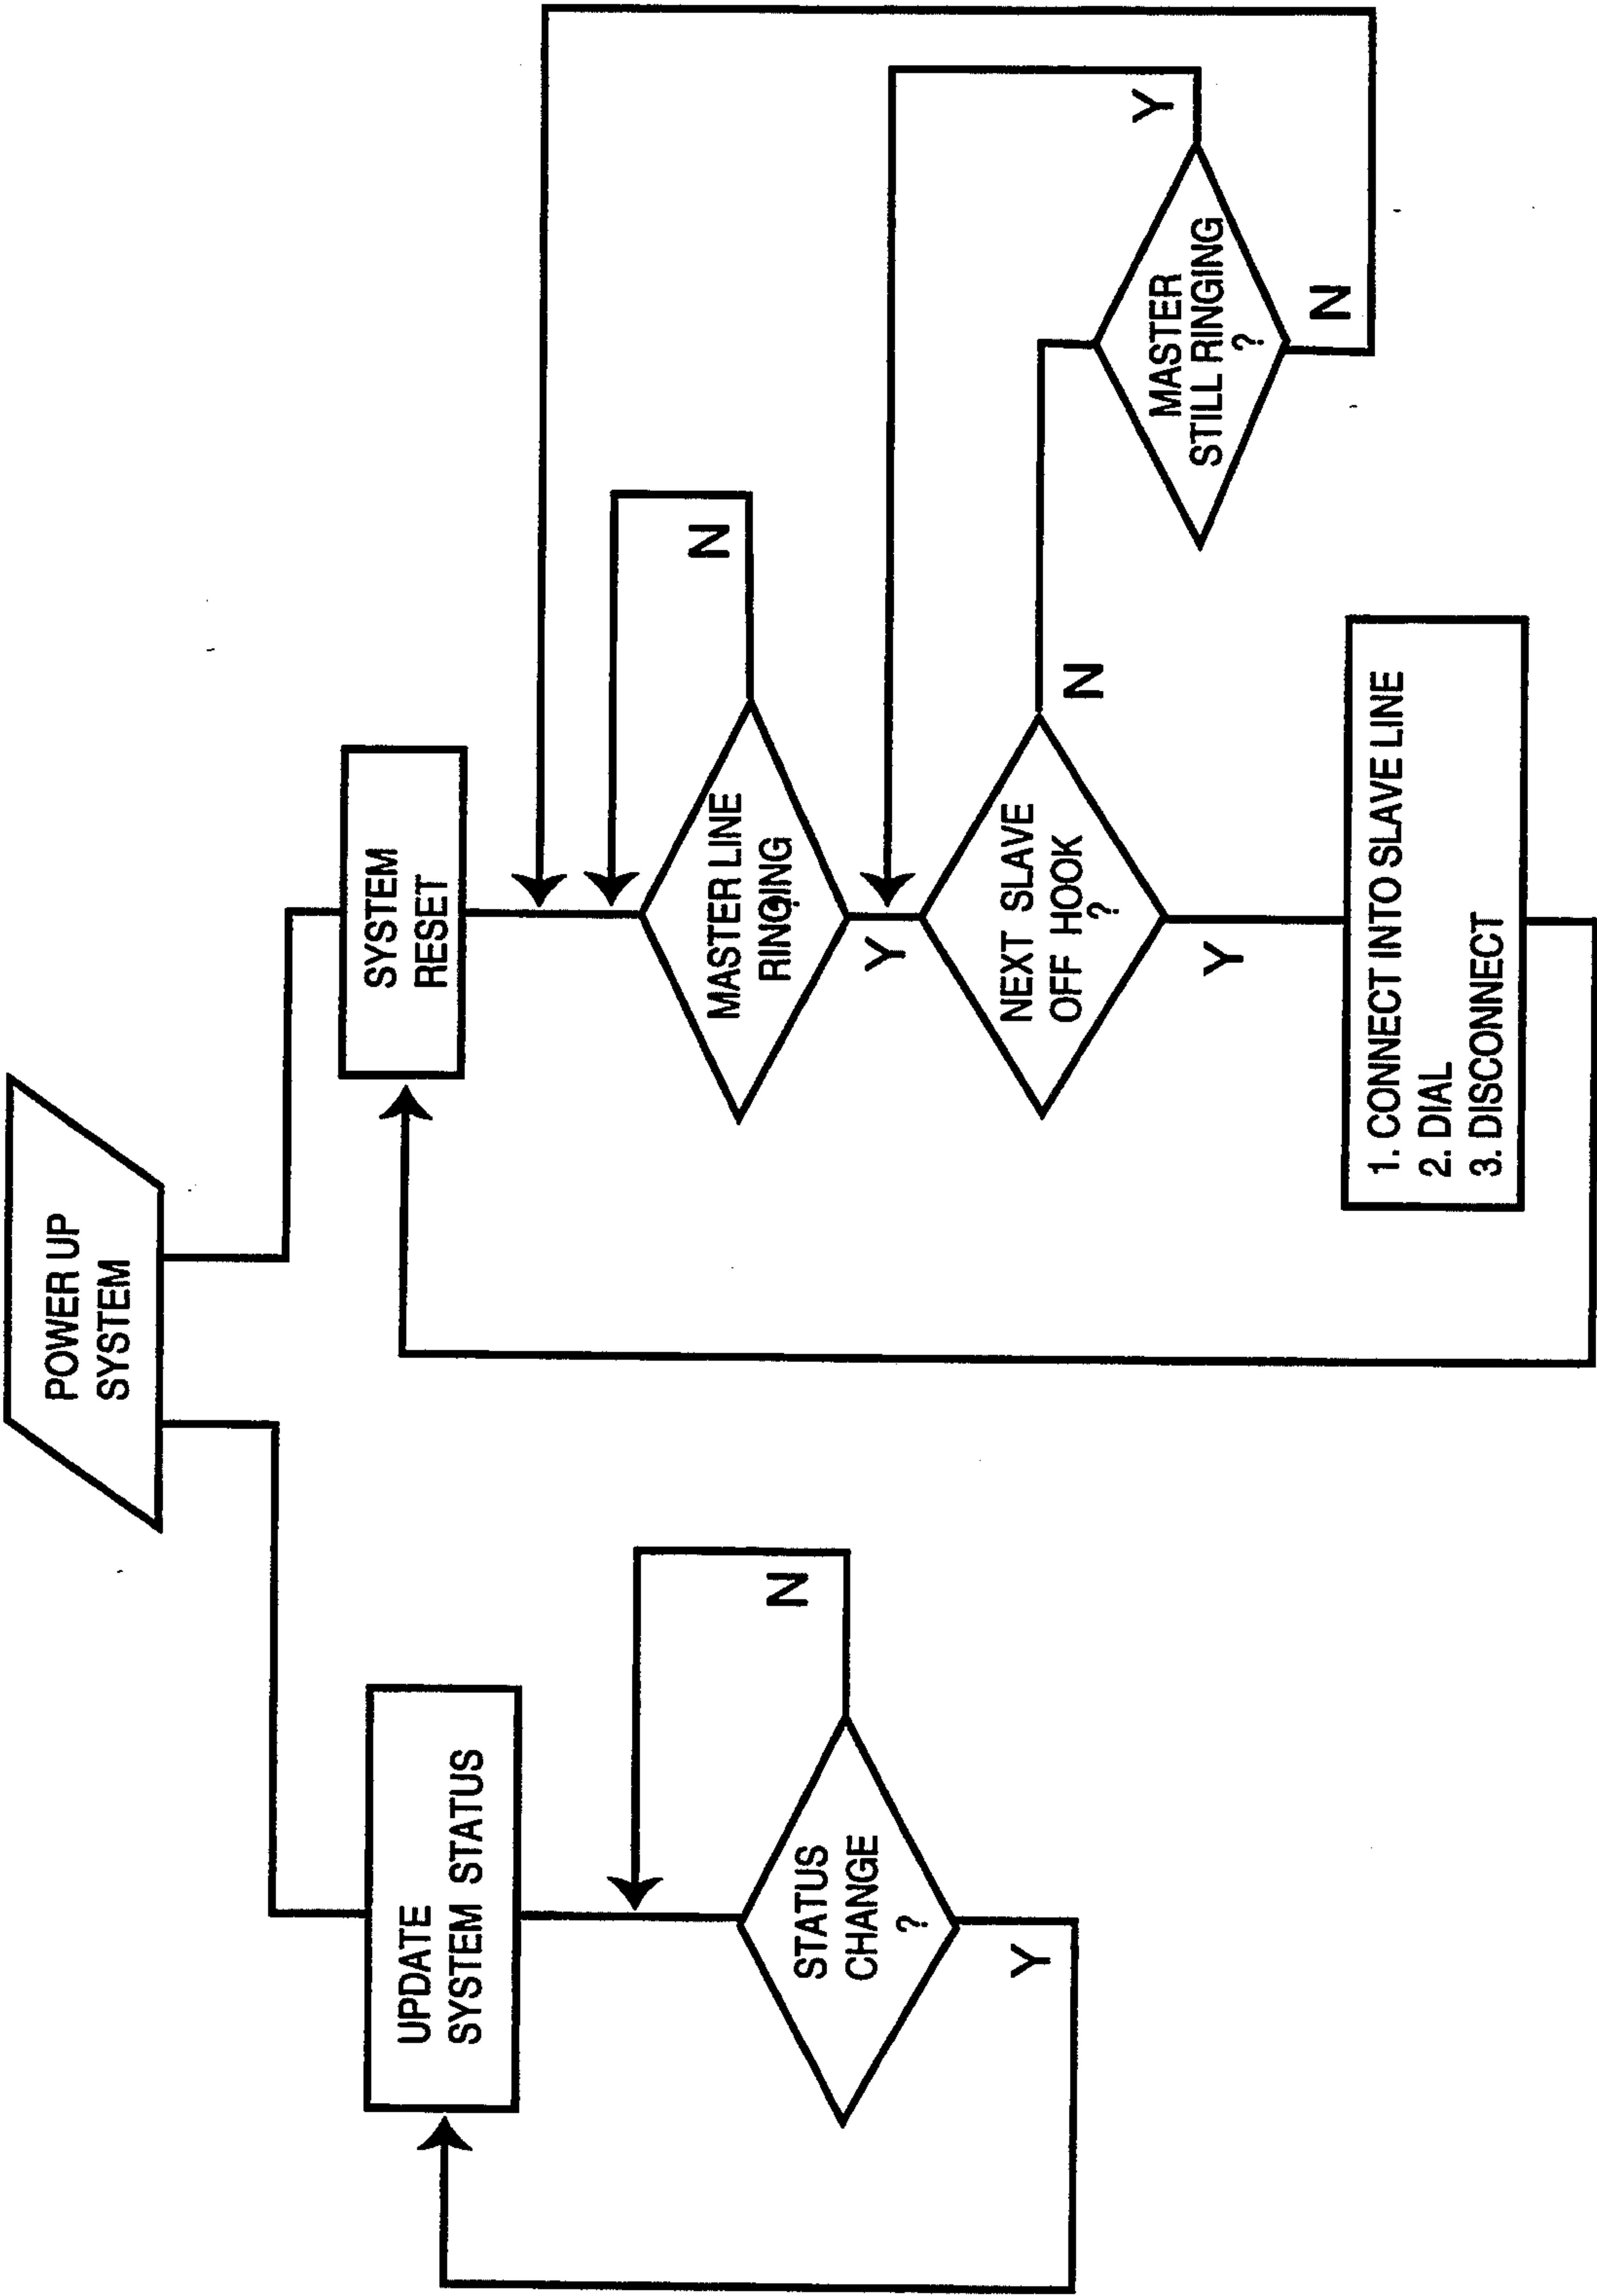 POWER UP
SYSTEM
UPDATE
SYSTEM STATUS
STATUS
CHANGE
?
N
Y
SYSTEM
RESET
MASTER LINE
RINGING
?
N
Y
NEXT SLAVE
OFF HOOK
?
N
Y
MASTER
STILL RINGING
?
Y
N
1. CONNECT INTO SLAVE LINE
2. DIAL
3. DISCONNECT